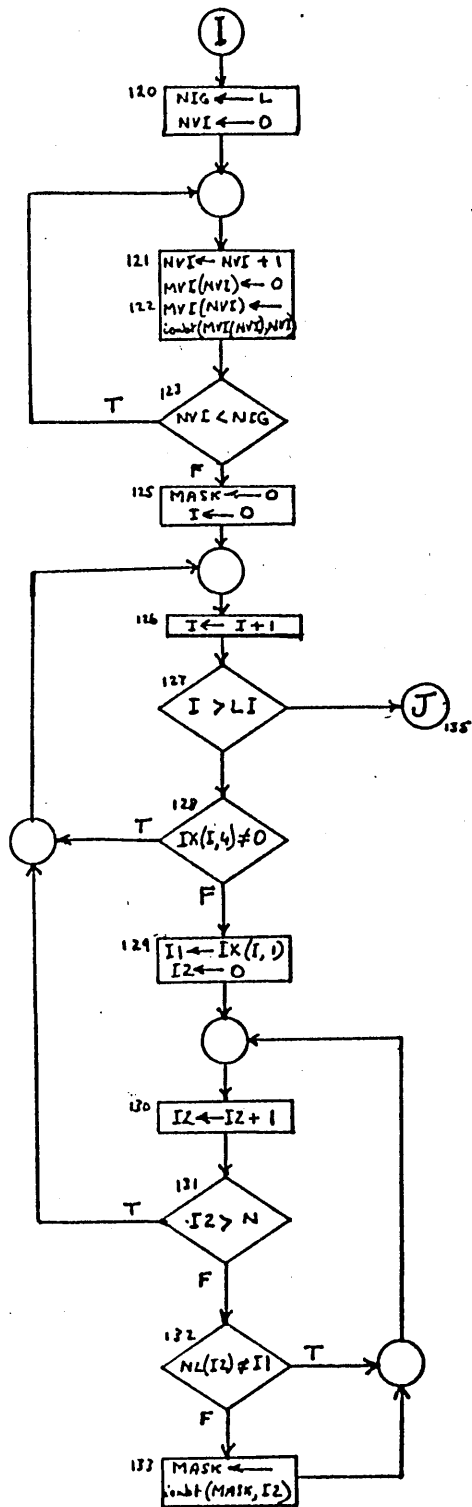 I
120
NIG ← L
NVI ← 0
121 NVI ← NVI + 1
MVI(NVI) ← 0
122 MVI(NVI) ←
ionbt(MVI(NVI),NVI)
123
T
NVI < NIG
F
125 MASK ← 0
I ← 0
126 I ← I + 1
127
I > LI
J
135
128
T
IX(I,4) ≠ 0
F
129 I1 ← IX(I,1)
I2 ← 0
130
I2 ← I2 + 1
131
T
I2 > N
F
132
NL(I2) ≠ I1
T
F
133 MASK ←
ionbt(MASK, I2)